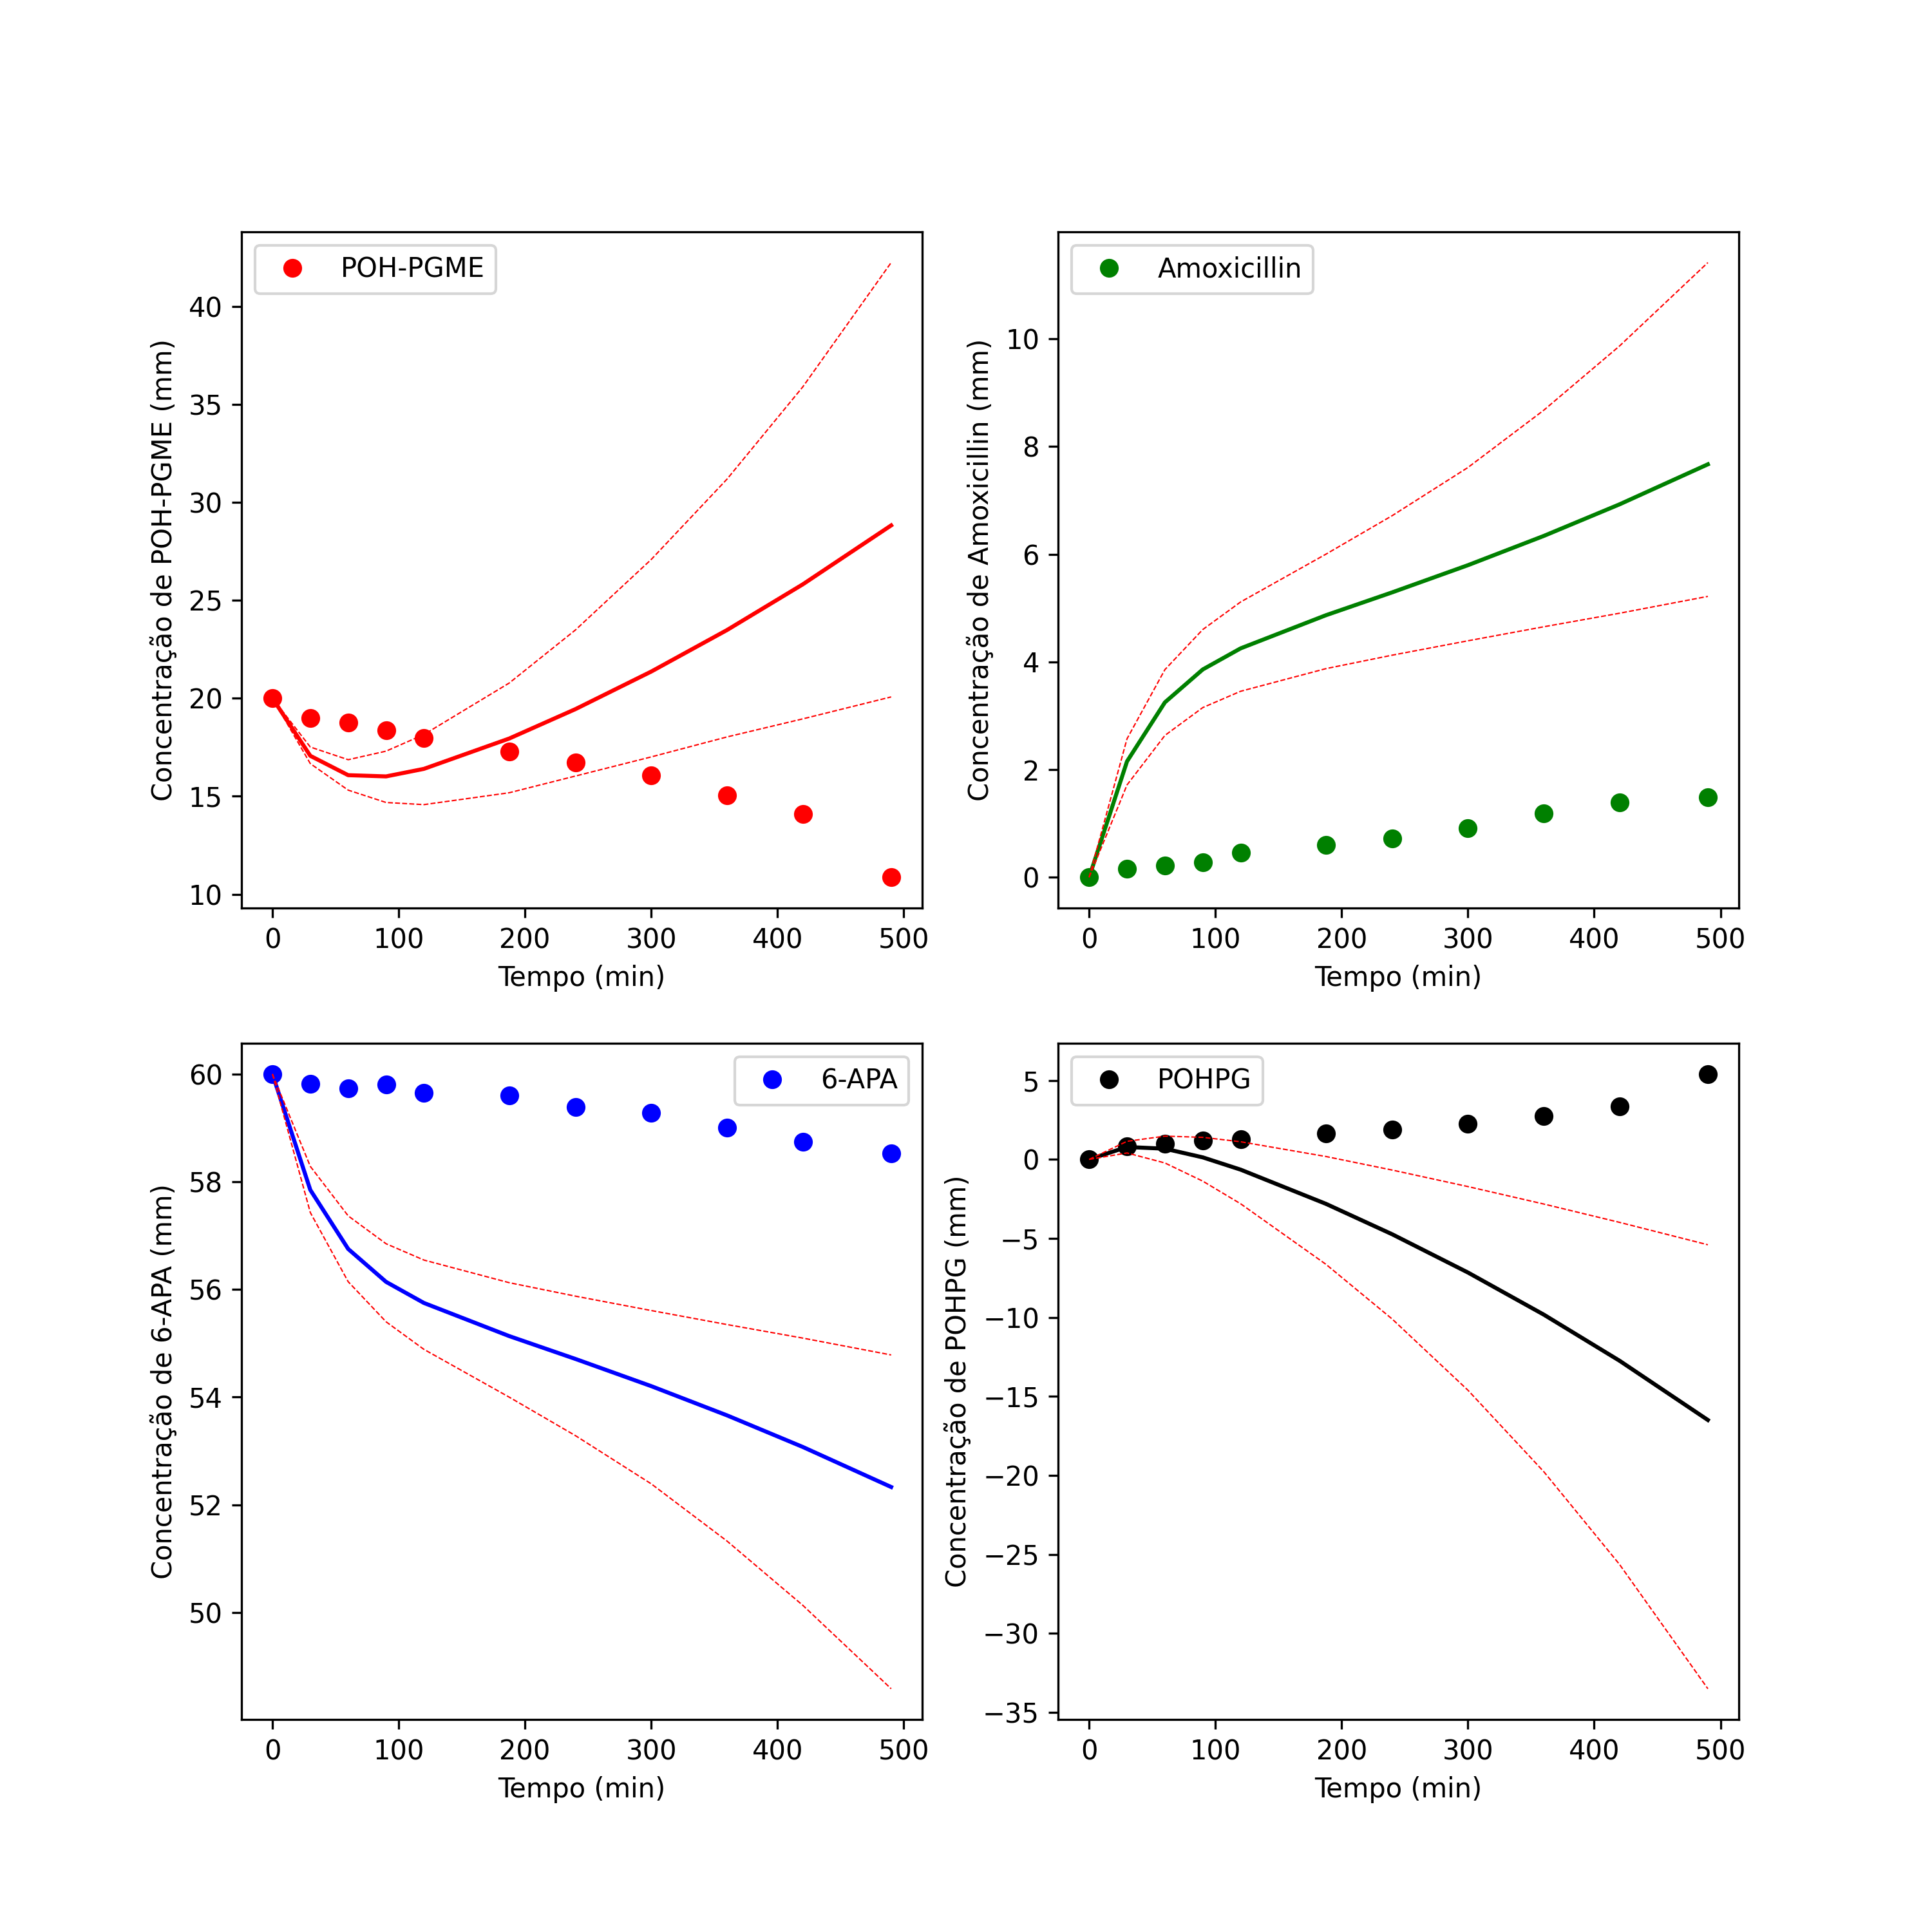 POH-PGME
Concentração de POH-PGME (mm)
40
35
30
25
20
15
10
0 100 200 300 400 500
Tempo (min)
Amoxicillin
Concentração de Amoxicillin (mm)
10
8
6
4
2
0
0 100 200 300 400 500
Tempo (min)
6-APA
Concentração de 6-APA (mm)
60
58
56
54
52
50
0 100 200 300 400 500
Tempo (min)
POHPG
Concentração de POHPG (mm)
5
0
−5
−10
−15
−20
−25
−30
−35
0 100 200 300 400 500
Tempo (min)